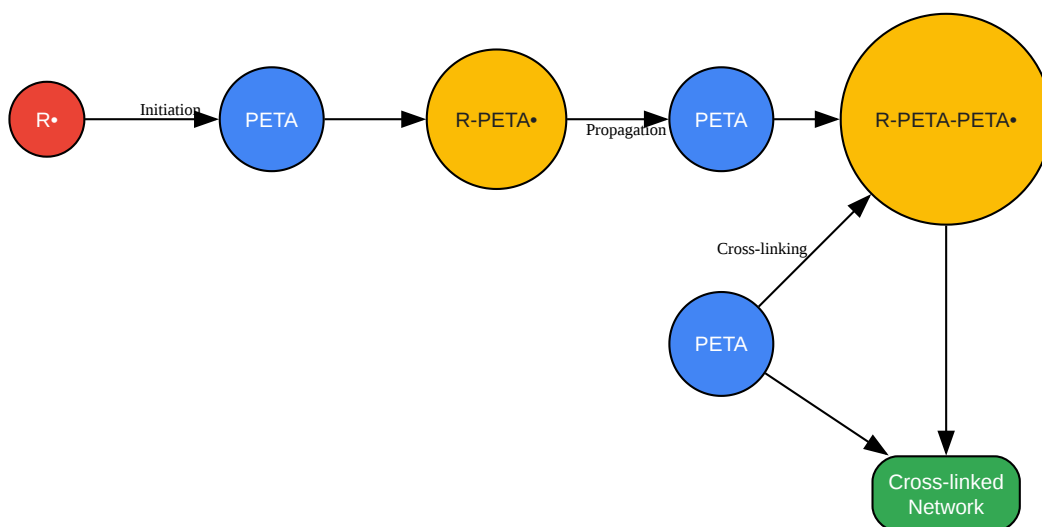 R•
Initiation
PETA
R-PETA•
Propagation
PETA
R-PETA-PETA•
Cross-linking
PETA
Cross-linked
Network